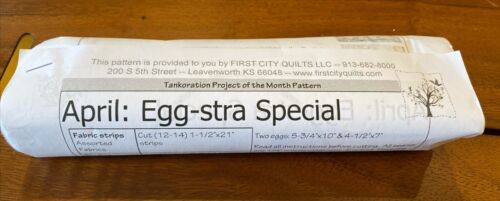 This pattern is provided to you by FIRST CITY QUILTS LLC -- 913-682-8000
200 S 5th Street -- Leavenworth KS 66048 -- www.firstcityquilts.com
Tankoration Project of the Month Pattern
April: Egg-stra Special
Fabric strips
Assorted
Fabrics
Cut (12-14) 1-1/2"x21"
strips
Two eggs: 5-3/4"x10" & 4-1/2"x7"
Read all instructions before cutting. All seams